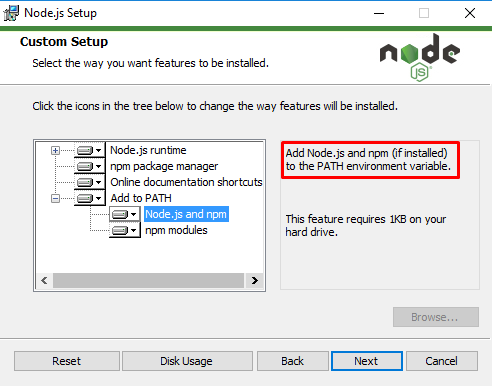 Node.js Setup
Custom Setup
Select the way you want features to be installed.
node
JS
Click the icons in the tree below to change the way features will be installed.
Node.js runtime
npm package manager
Online documentation shortcuts
Add to PATH
Node.js and npm
npm modules
Add Node.js and npm (if installed)
to the PATH environment variable.
This feature requires 1KB on your
hard drive.
Browse...
Reset
Disk Usage
Back
Next
Cancel